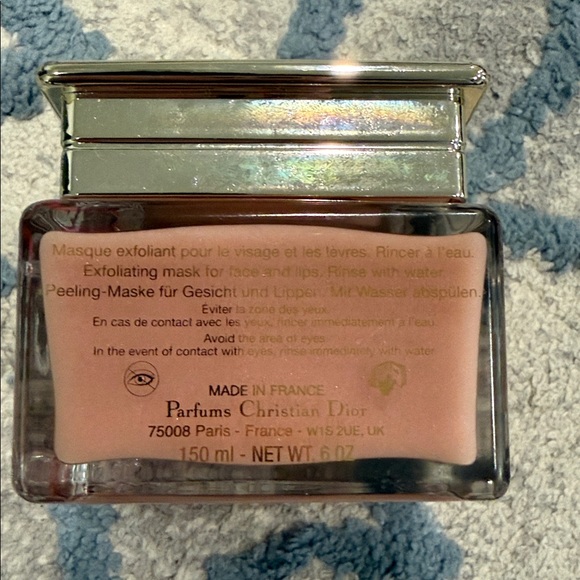 Masque exfoliant pour le visage et les lèvres. Rincer à l'eau.
Exfoliating mask for face and lips. Rinse with water.
Peeling-Maske für Gesicht und Lippen. Mit Wasser abspülen.
Éviter la zone des yeux.
En cas de contact avec les yeux, rincer immédiatement à l'eau.
Avoid the area of eyes.
In the event of contact with eyes, rinse immediately with water.
MADE IN FRANCE
Parfums Christian Dior
75008 Paris - France - W1S 2UE, UK
150 ml - NET WT. 6 OZ